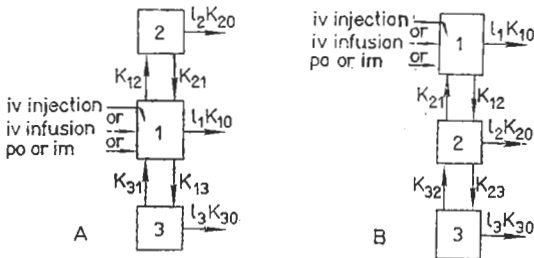 2
l₂K₂₀
K₁₂
K₂₁
iv injection
or
iv infusion
or
po or im
1
l₁K₁₀
K₃₁
K₁₃
3
l₃K₃₀
A
iv injection
or
iv infusion
or
po or im
1
l₁K₁₀
K₂₁
K₁₂
2
l₂K₂₀
K₃₂
K₂₃
3
l₃K₃₀
B